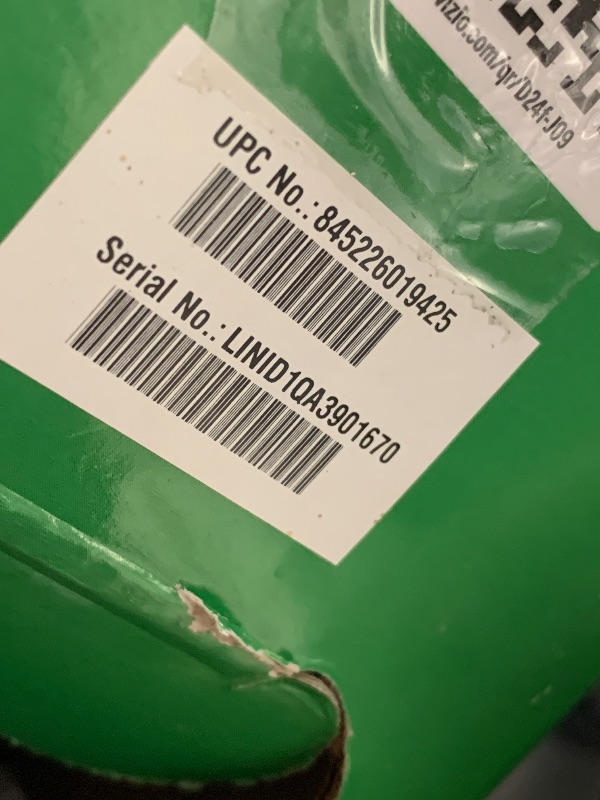 vizio.com/qr/D24f-J09
UPC No.: 845226019425
Serial No.: LINID1QA3901670